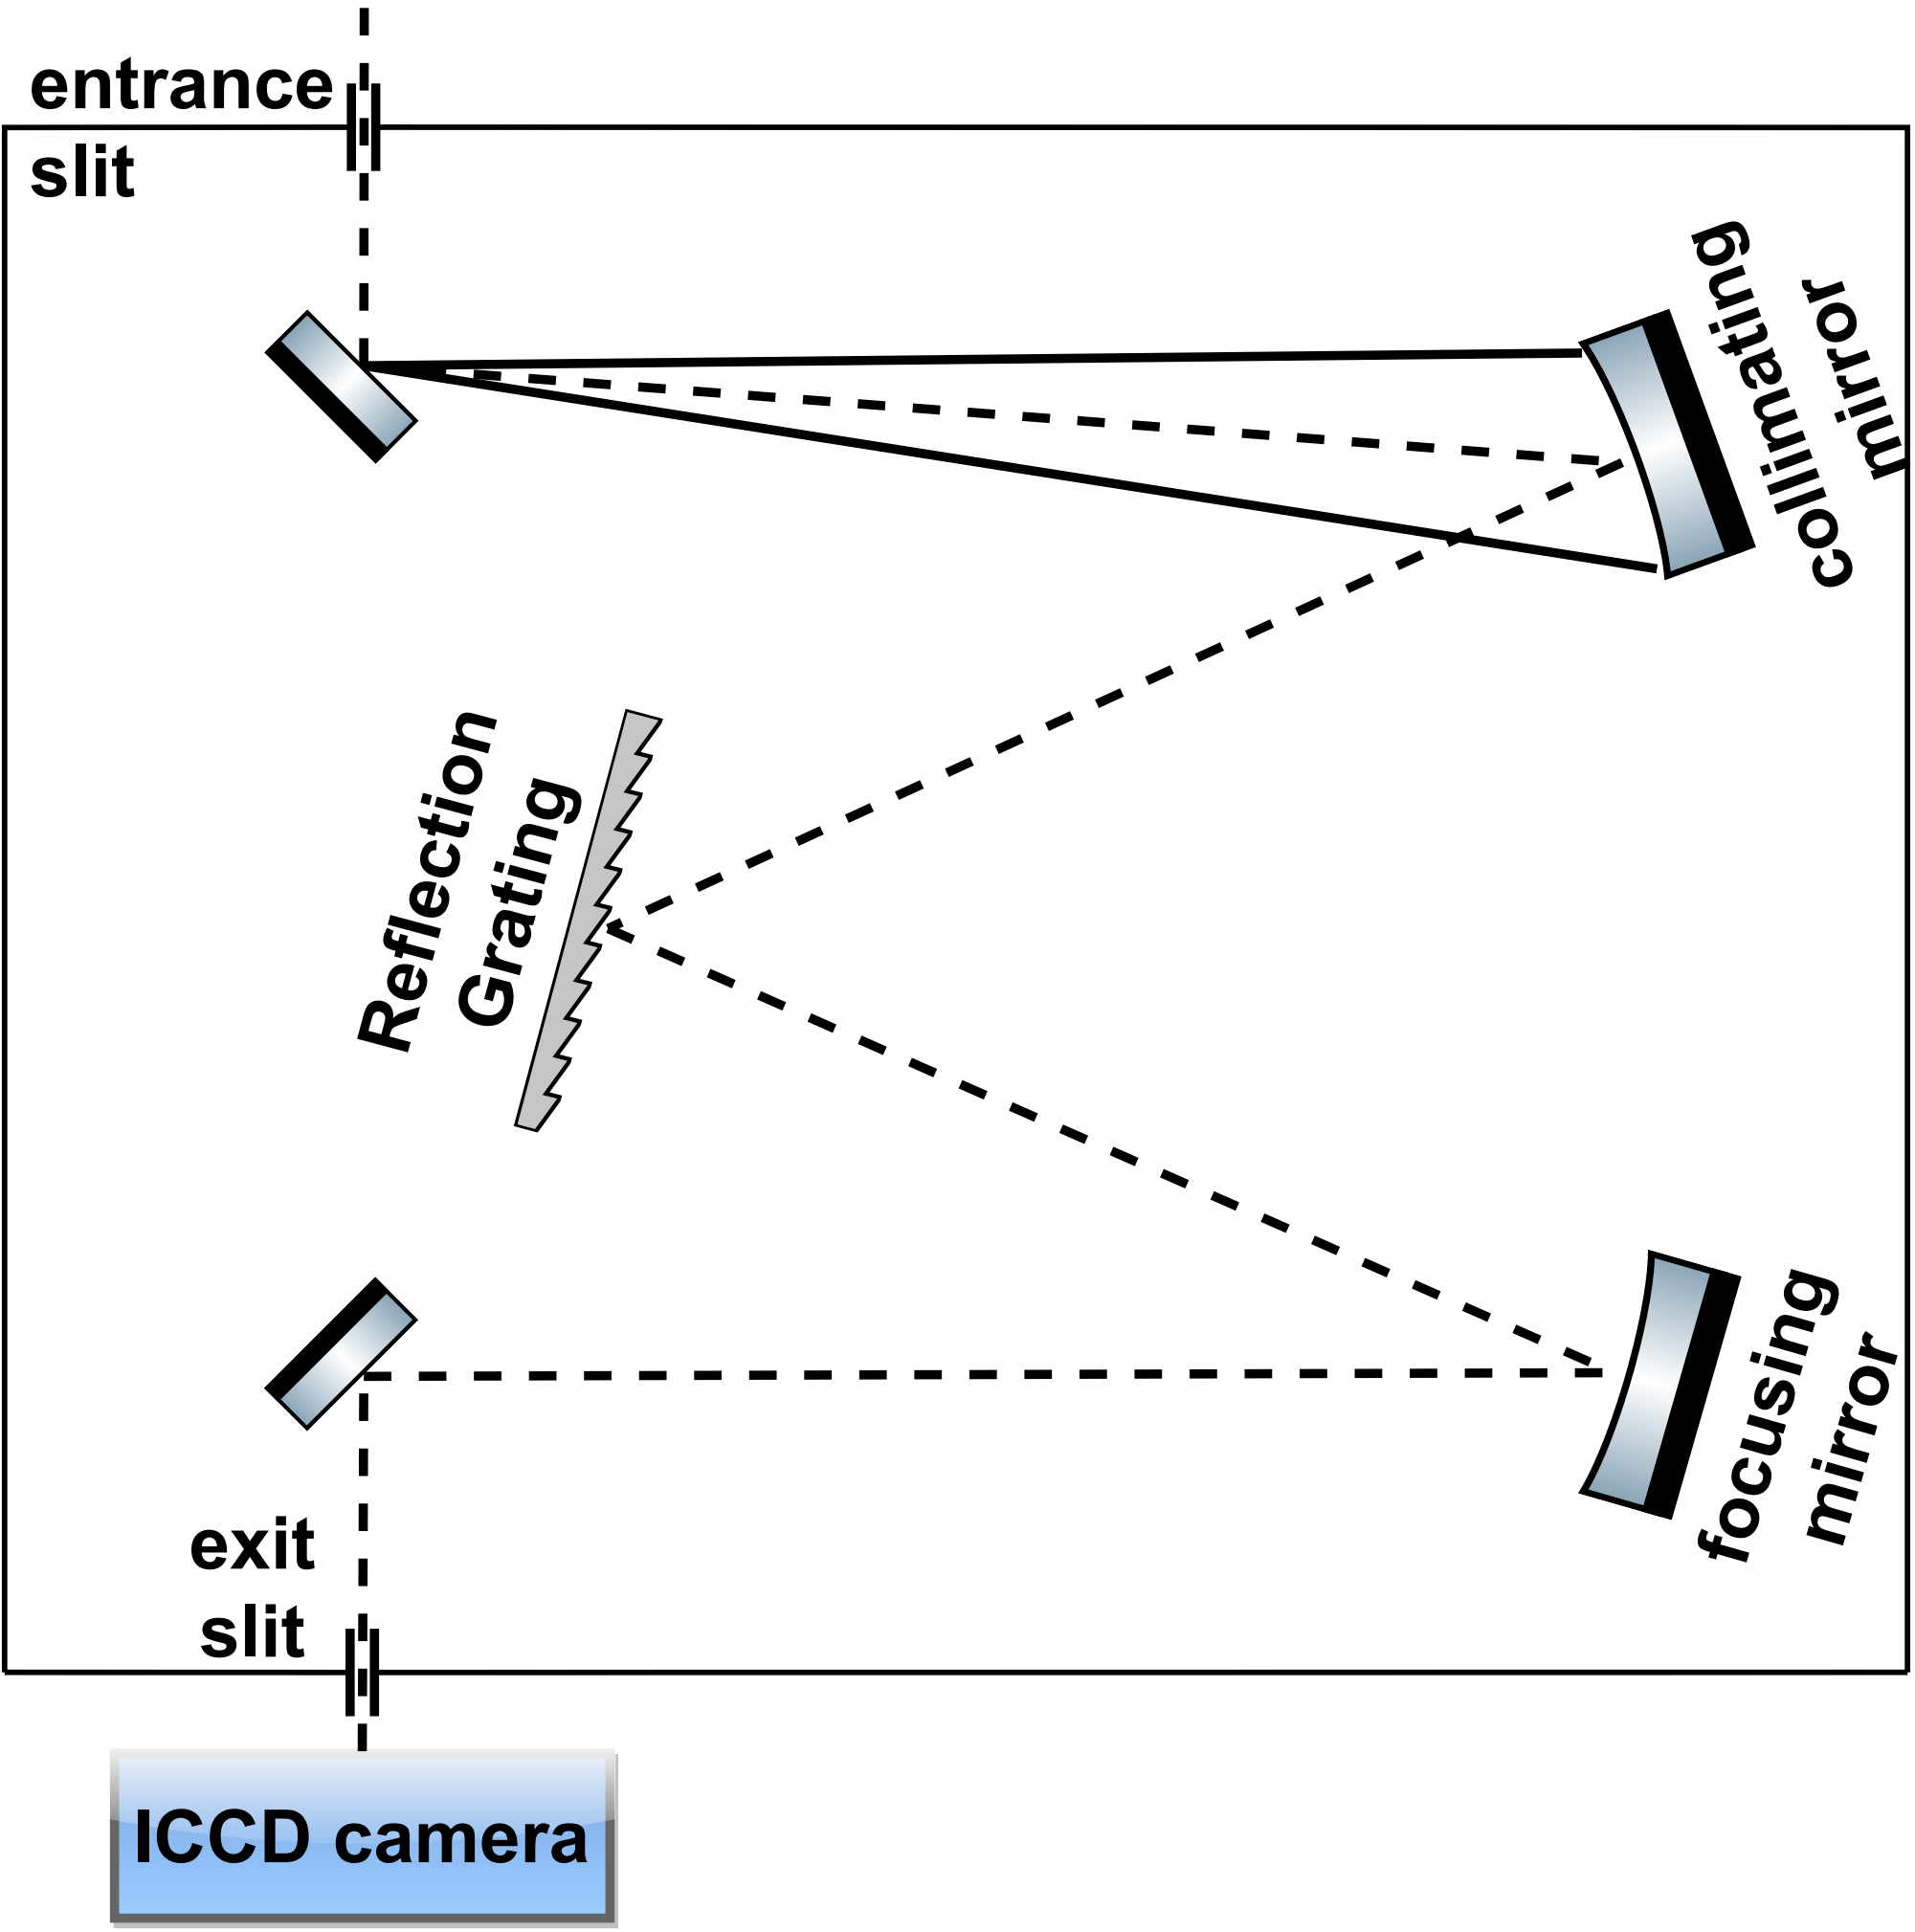 entrance
slit
collimating
mirror
Reflection
Grating
focusing
mirror
exit
slit
ICCD camera